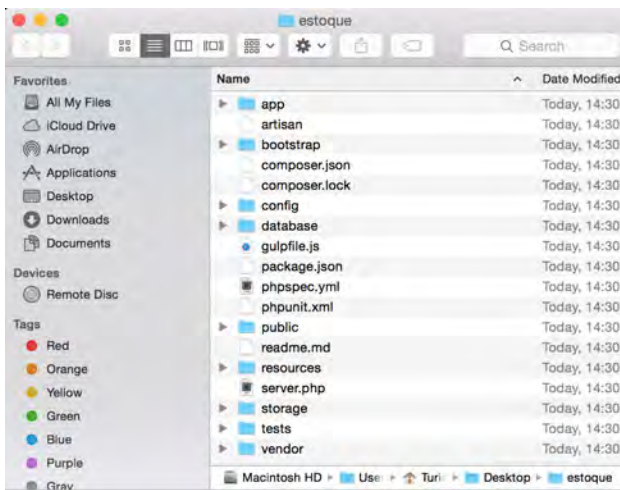 estoque
Search
Favorites
All My Files
iCloud Drive
AirDrop
Applications
Desktop
Downloads
Documents
Devices
Remote Disc
Tags
Red
Orange
Yellow
Green
Blue
Purple
Gray
Name Date Modified
app Today, 14:30
artisan Today, 14:30
bootstrap Today, 14:30
composer.json Today, 14:30
composer.lock Today, 14:30
config Today, 14:30
database Today, 14:30
gulpfile.js Today, 14:30
package.json Today, 14:30
phpspec.yml Today, 14:30
phpunit.xml Today, 14:30
public Today, 14:30
readme.md Today, 14:30
resources Today, 14:30
server.php Today, 14:30
storage Today, 14:30
tests Today, 14:30
vendor Today, 14:30
Macintosh HD Use Turi Desktop estoque